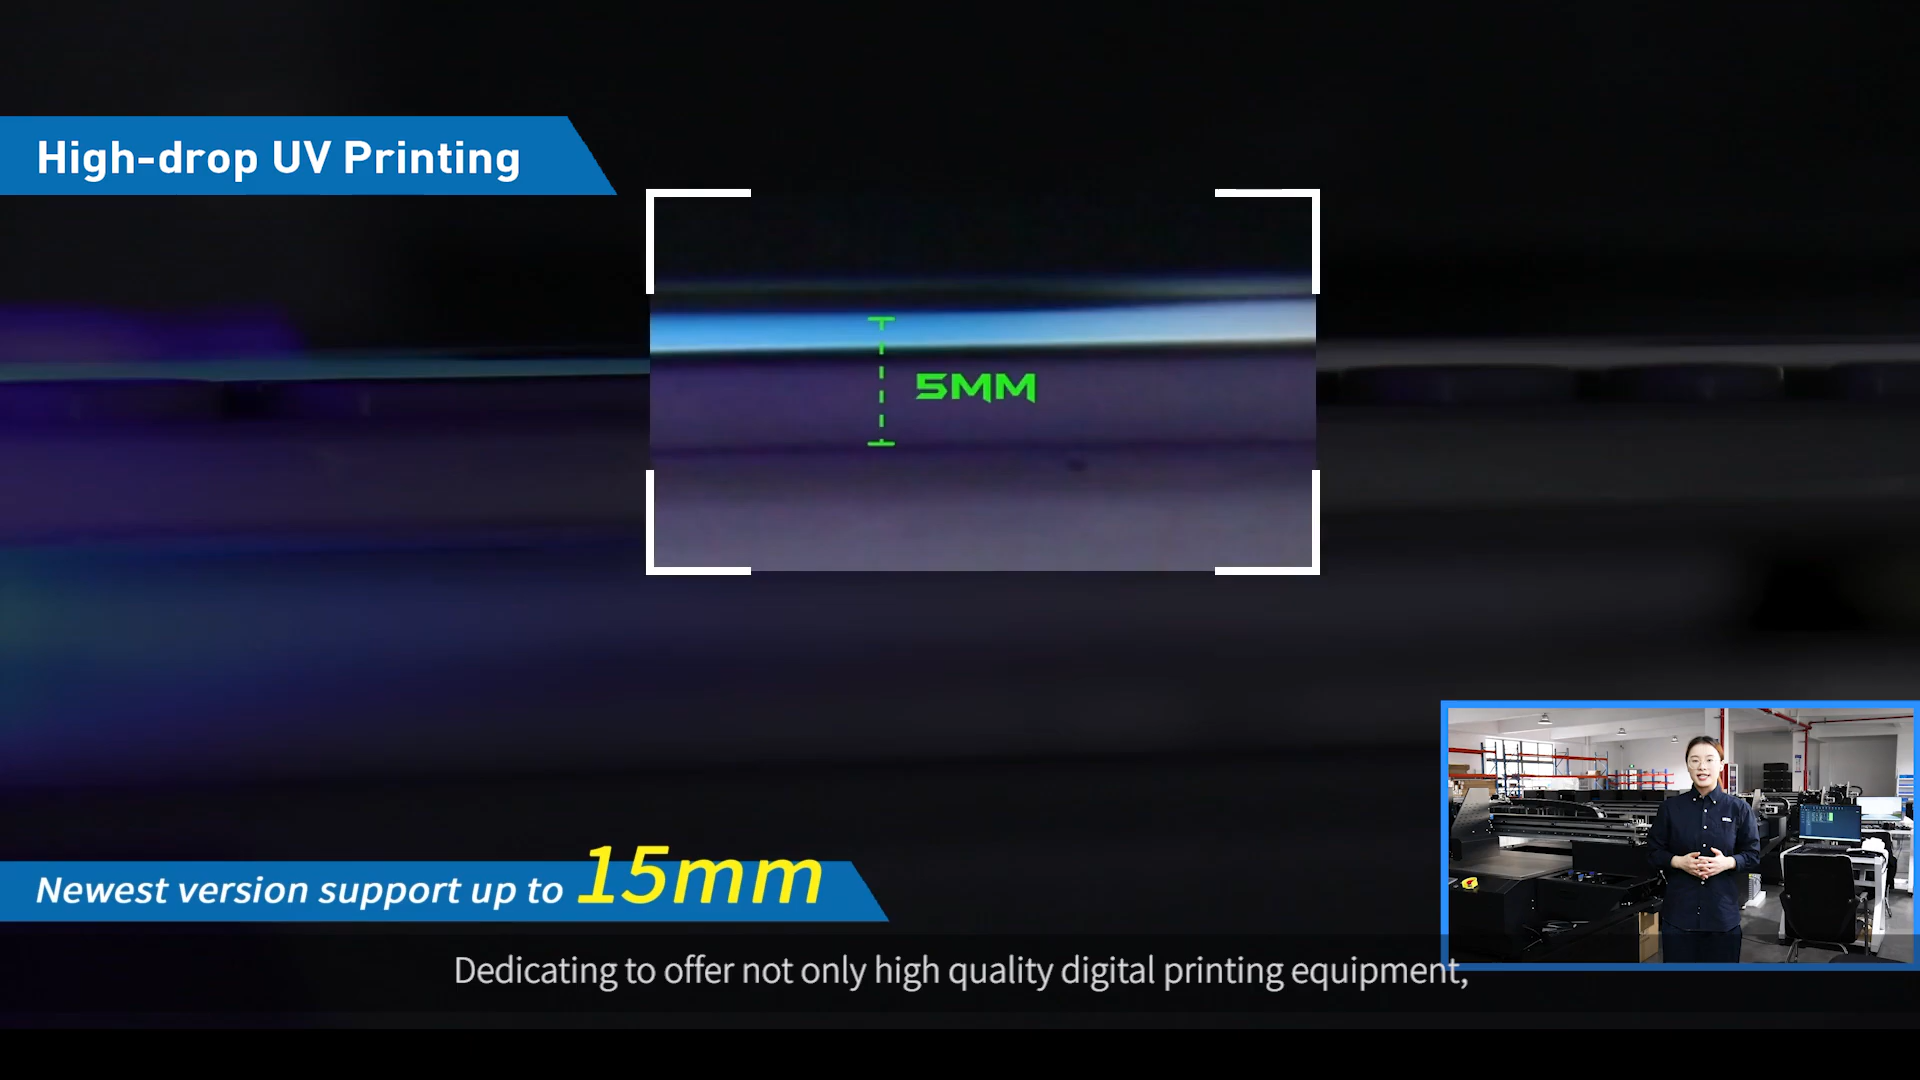 High-drop UV Printing
5MM
Newest version support up to 15mm
Dedicating to offer not only high quality digital printing equipment,